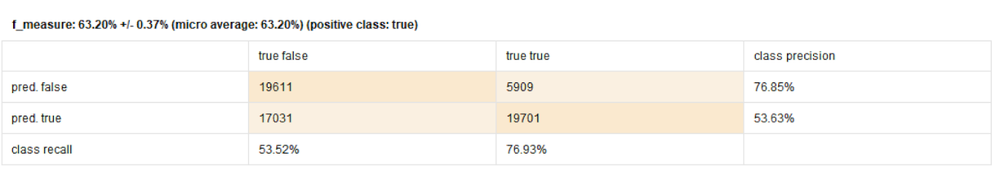 f_measure: 63.20% +/- 0.37% (micro average: 63.20%) (positive class: true)
true false true true class precision
pred. false 19611 5909 76.85%
pred. true 17031 19701 53.63%
class recall 53.52% 76.93%